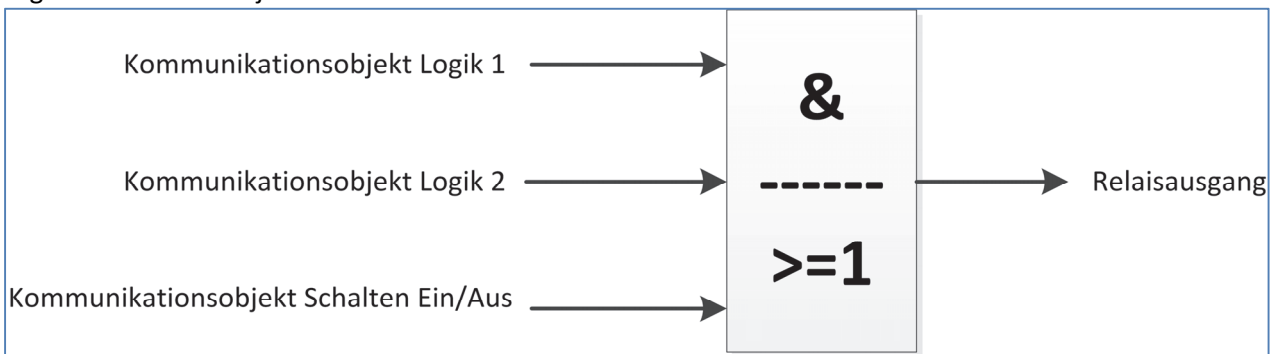 Kommunikationsobjekt Logik 1
&
Kommunikationsobjekt Logik 2
------
Relaisausgang
>=1
Kommunikationsobjekt Schalten Ein/Aus